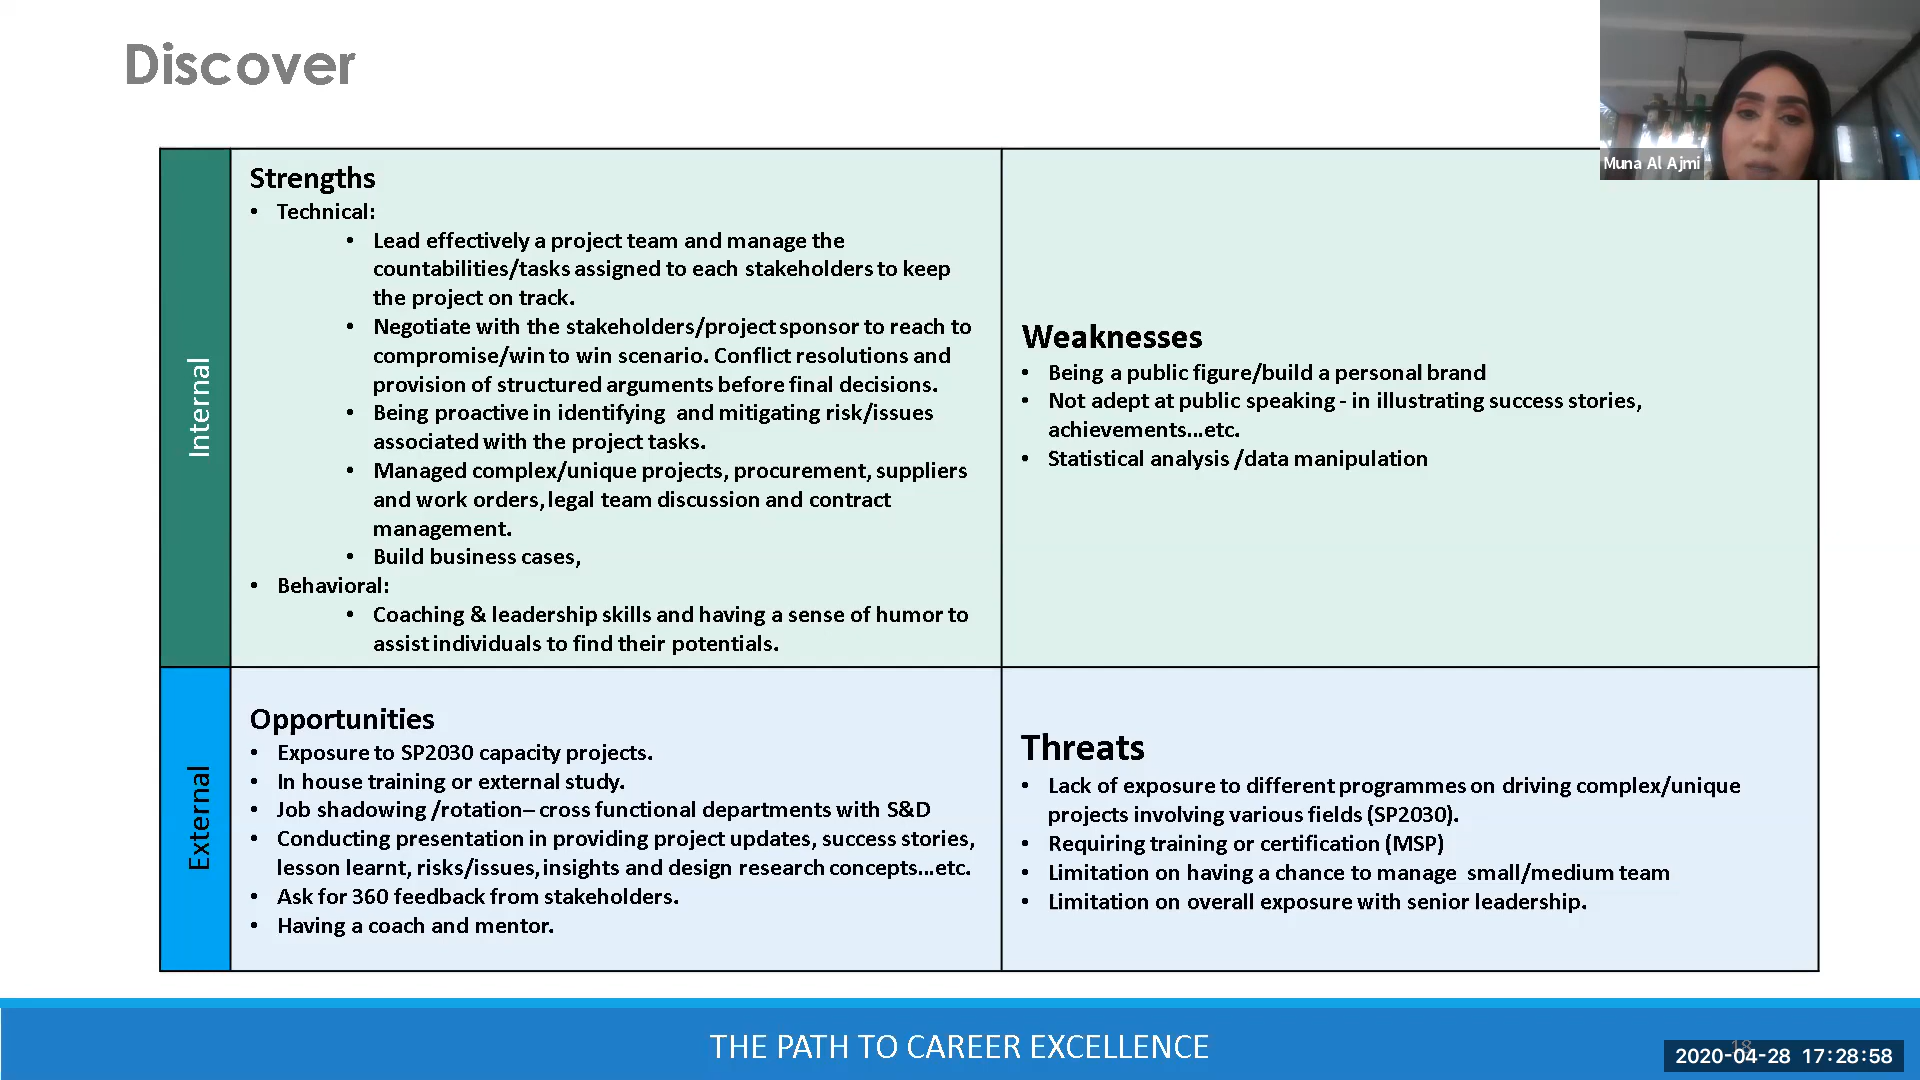 Discover
Muna Al Ajmi
Internal
Strengths
• Technical:
• Lead effectively a project team and manage the
countabilities/tasks assigned to each stakeholders to keep
the project on track.
• Negotiate with the stakeholders/project sponsor to reach to
compromise/win to win scenario. Conflict resolutions and
provision of structured arguments before final decisions.
• Being proactive in identifying and mitigating risk/issues
associated with the project tasks.
• Managed complex/unique projects, procurement, suppliers
and work orders, legal team discussion and contract
management.
• Build business cases,
• Behavioral:
• Coaching & leadership skills and having a sense of humor to
assist individuals to find their potentials.
Weaknesses
• Being a public figure/build a personal brand
• Not adept at public speaking - in illustrating success stories,
achievements...etc.
• Statistical analysis /data manipulation
External
Opportunities
• Exposure to SP2030 capacity projects.
• In house training or external study.
• Job shadowing /rotation– cross functional departments with S&D
• Conducting presentation in providing project updates, success stories,
lesson learnt, risks/issues, insights and design research concepts...etc.
• Ask for 360 feedback from stakeholders.
• Having a coach and mentor.
Threats
• Lack of exposure to different programmes on driving complex/unique
projects involving various fields (SP2030).
• Requiring training or certification (MSP)
• Limitation on having a chance to manage small/medium team
• Limitation on overall exposure with senior leadership.
THE PATH TO CAREER EXCELLENCE
18
2020-04-28 17:28:58